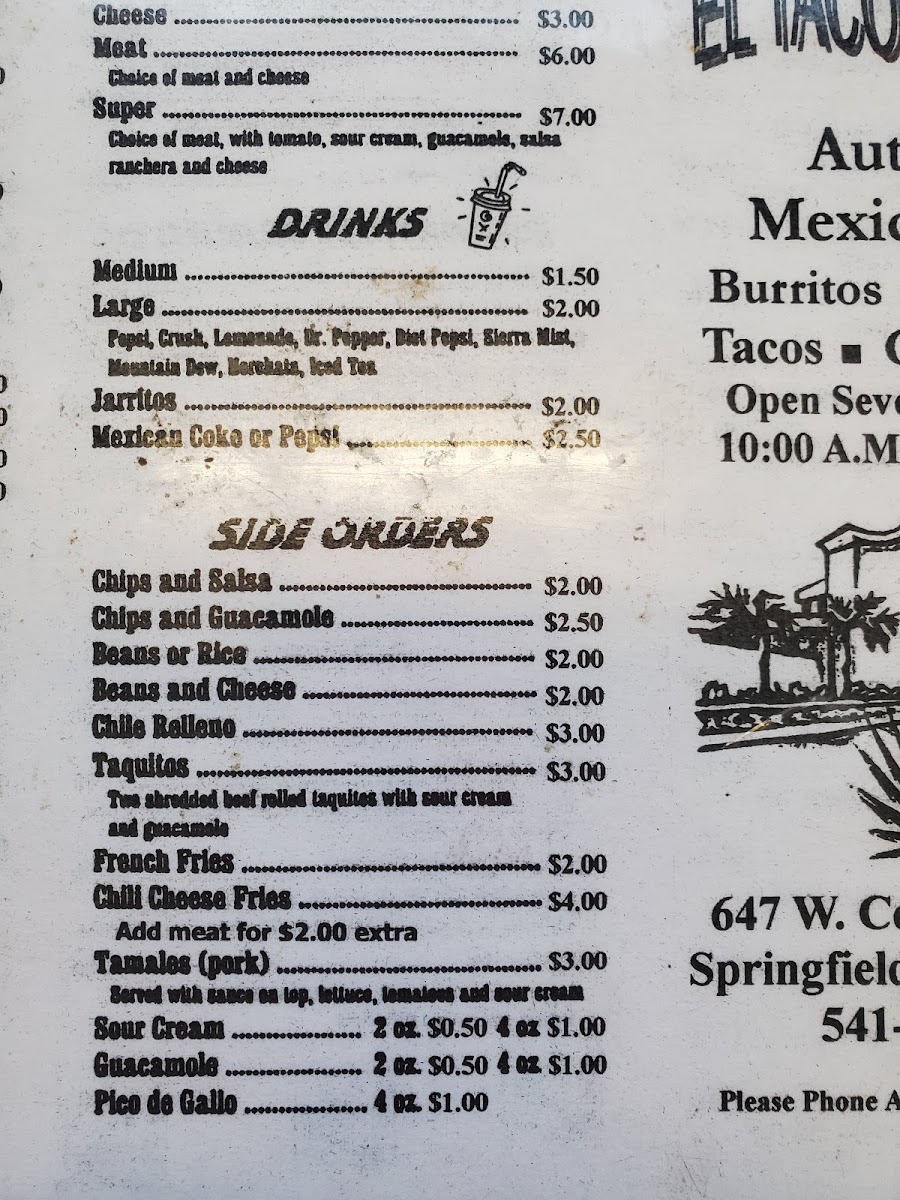 Cheese ........ $3.00
Meat ........ $6.00
Choice of meat and cheese
Super ........ $7.00
Choice of meat, with tomato, sour cream, guacamole, salsa
ranchera and cheese
DRINKS
Medium ........ $1.50
Large ........ $2.00
Pepsi, Crush, Lemonade, Dr. Pepper, Diet Pepsi, Sierra Mist,
Mountain Dew, Horchata, Iced Tea
Jarritos ........ $2.00
Mexican Coke or Pepsi ........ $2.50
SIDE ORDERS
Chips and Salsa ........ $2.00
Chips and Guacamole ........ $2.50
Beans or Rice ........ $2.00
Beans and Cheese ........ $2.00
Chile Relleno ........ $3.00
Taquitos ........ $3.00
Two shredded beef rolled taquitos with sour cream
and guacamole
French Fries ........ $2.00
Chili Cheese Fries ........ $4.00
Add meat for $2.00 extra
Tamales (pork) ........ $3.00
Served with sauce on top, lettuce, tomatoes and sour cream
Sour Cream ........ 2 oz. $0.50 4 oz $1.00
Guacamole ........ 2 oz. $0.50 4 oz. $1.00
Pico de Gallo ........ 4 oz. $1.00
EL TACO
Aut
Mexic
Burritos
Tacos ■
Open Seve
10:00 A.M
647 W. Ce
Springfield
541-
Please Phone A